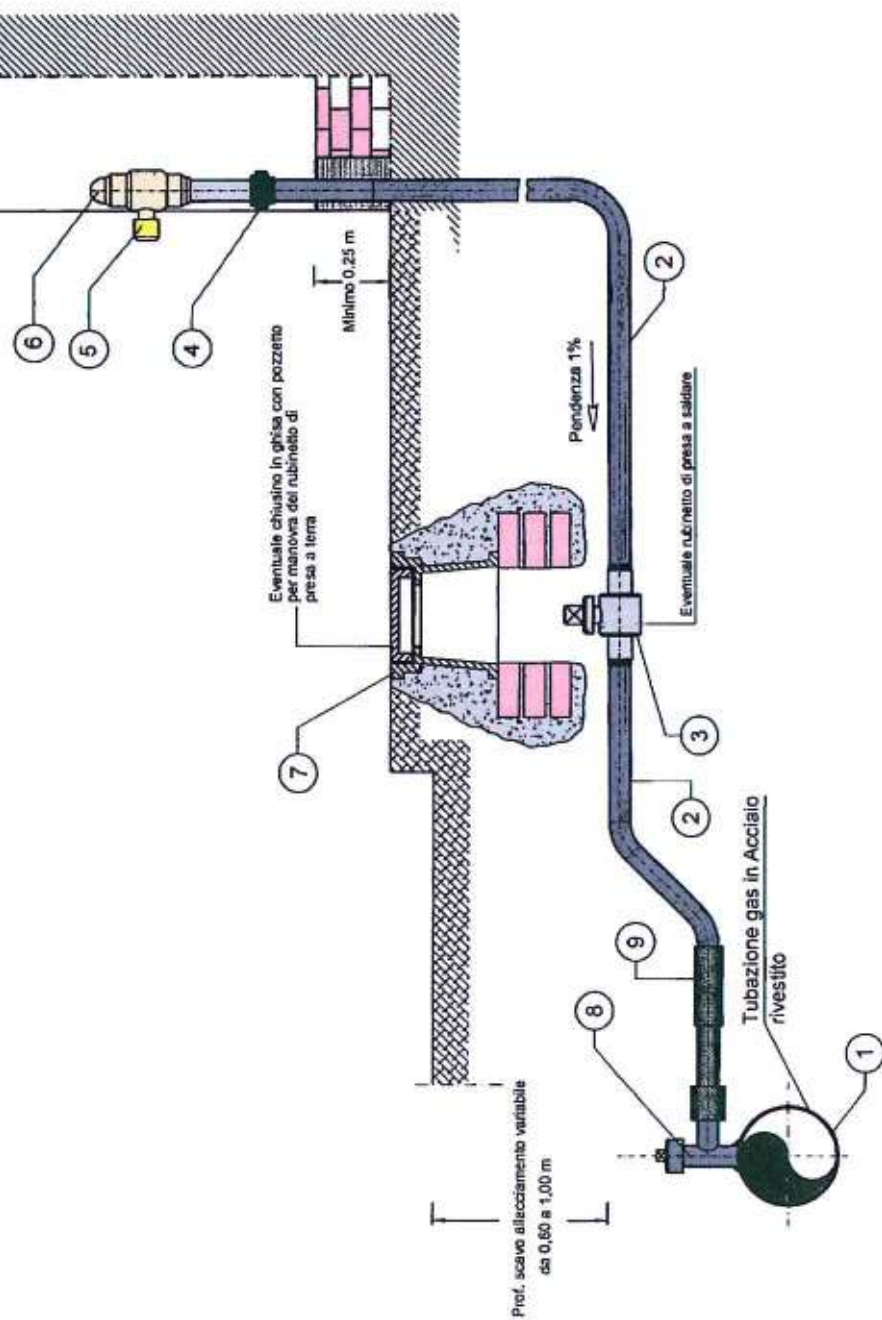 6
5
4
Minimo 0.25 m
Eventuale chiusino in ghisa con pozzetto
per manovra del rubinetto di
presa a terra
7
2
Pendenza 1%
Eventuale rubinetto di presa a saldare
3
2
9
8
Tubazione gas in Acciaio
rivestito
1
Prof. scavo allacciamento variabile
da 0,60 a 1,00 m